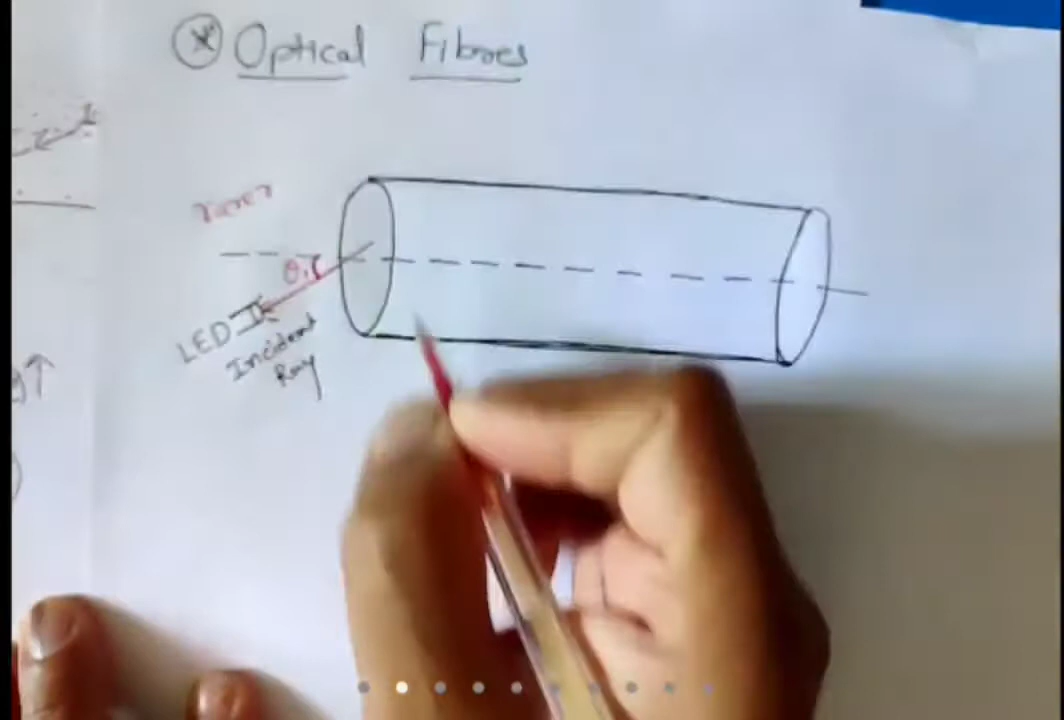 Optical Fibres
θi
LED
Incident
Ray